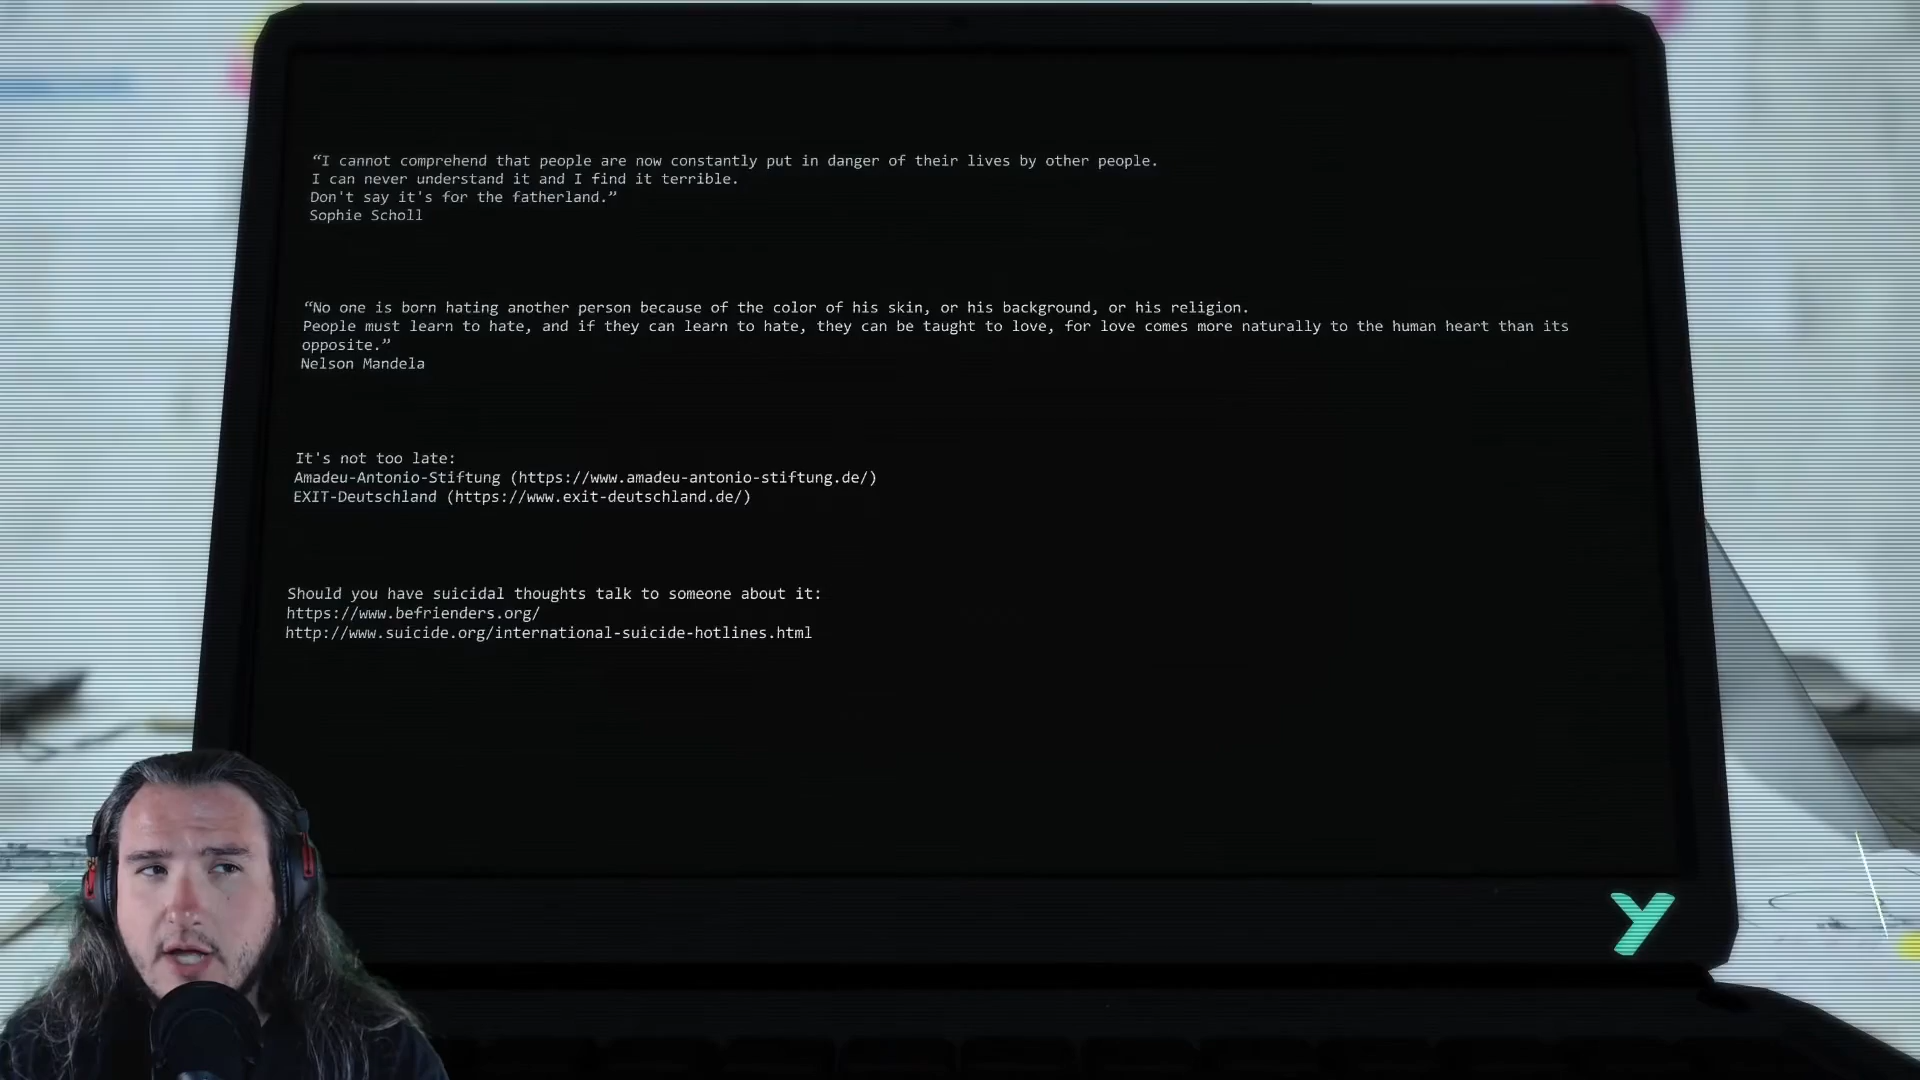 “I cannot comprehend that people are now constantly put in danger of their lives by other people.
I can never understand it and I find it terrible.
Don't say it's for the fatherland.”
Sophie Scholl
“No one is born hating another person because of the color of his skin, or his background, or his religion.
People must learn to hate, and if they can learn to hate, they can be taught to love, for love comes more naturally to the human heart than its
opposite.”
Nelson Mandela
It's not too late:
Amadeu-Antonio-Stiftung (https://www.amadeu-antonio-stiftung.de/)
EXIT-Deutschland (https://www.exit-deutschland.de/)
Should you have suicidal thoughts talk to someone about it:
https://www.befrienders.org/
http://www.suicide.org/international-suicide-hotlines.html
Y